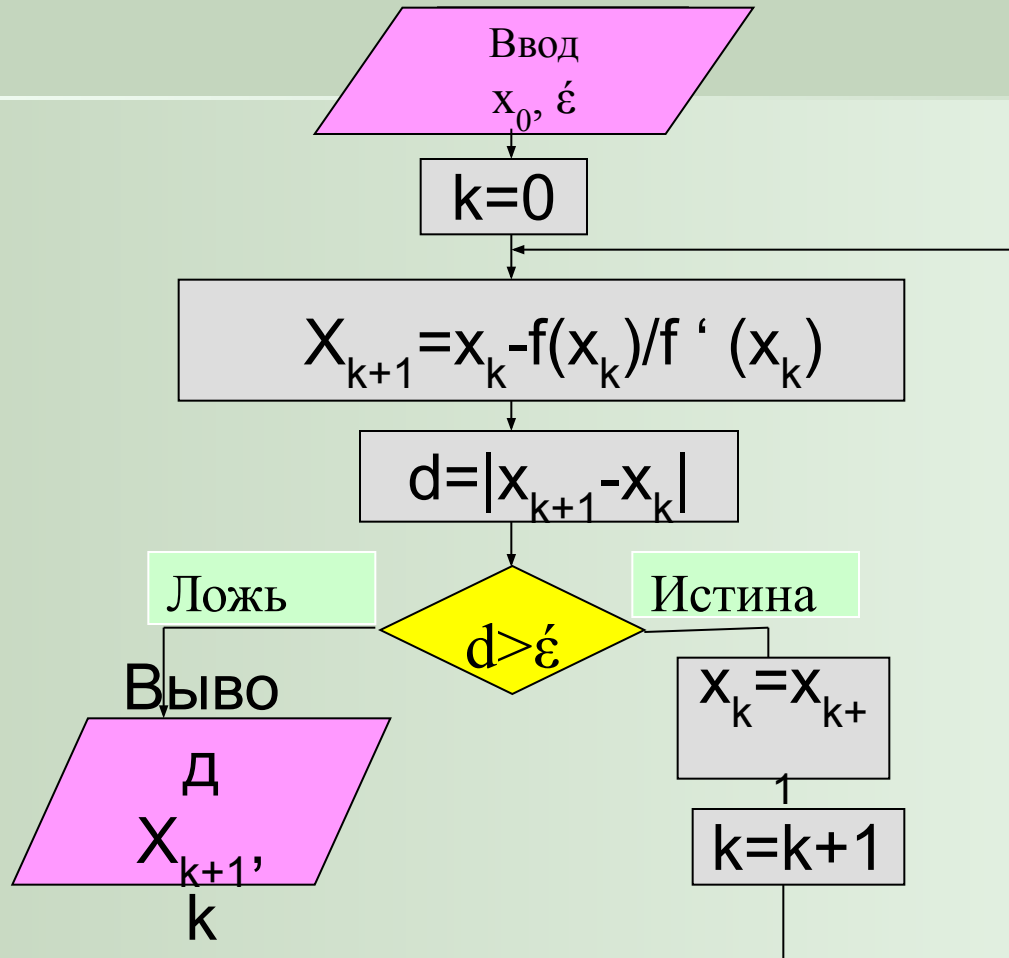 Ввод
x₀, έ
k=0
Xₖ₊₁=xₖ-f(xₖ)/f ‘ (xₖ)
d=|xₖ₊₁-xₖ|
Ложь
Истина
d>έ
xₖ=xₖ₊
₁
k=k+1
Выво
д
Xₖ₊₁,
k